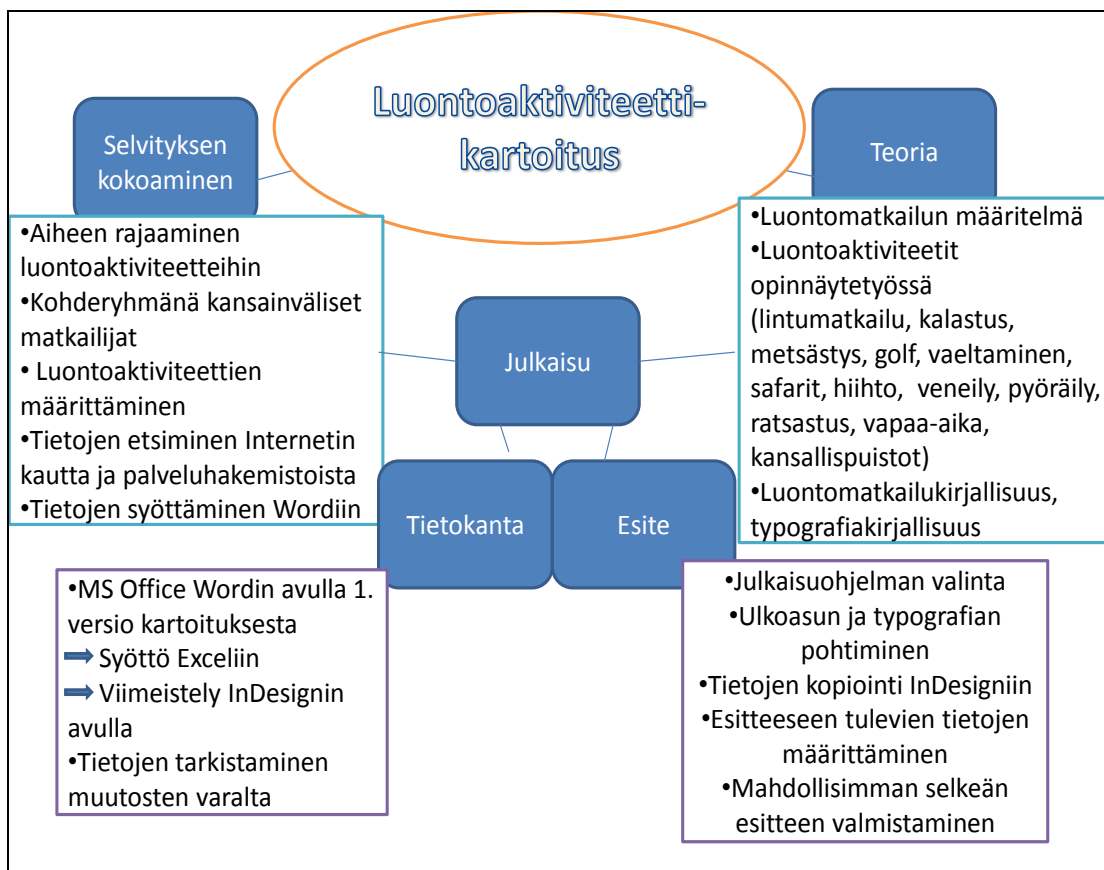 Luontoaktiviteetti-
kartoitus
Selvityksen
kokoaminen
•Aiheen rajaaminen
luontoaktiviteetteihin
•Kohderyhmänä kansainväliset
matkailijat
• Luontoaktiviteettien
määrittäminen
•Tietojen etsiminen Internetin
kautta ja palveluhakemistoista
•Tietojen syöttäminen Wordiin
Teoria
•Luontomatkailun määritelmä
•Luontoaktiviteetit
opinnäytetyössä
(lintumatkailu, kalastus,
metsästys, golf, vaeltaminen,
safarit, hiihto, veneily, pyöräily,
ratsastus, vapaa-aika,
kansallispuistot)
•Luontomatkailukirjallisuus,
typografiakirjallisuus
Julkaisu
Tietokanta
Esite
•MS Office Wordin avulla 1.
versio kartoituksesta
Syöttö Exceliin
Viimeistely InDesignin
avulla
•Tietojen tarkistaminen
muutosten varalta
•Julkaisuohjelman valinta
•Ulkoasun ja typografian
pohtiminen
•Tietojen kopiointi InDesigniin
•Esitteeseen tulevien tietojen
määrittäminen
•Mahdollisimman selkeän
esitteen valmistaminen